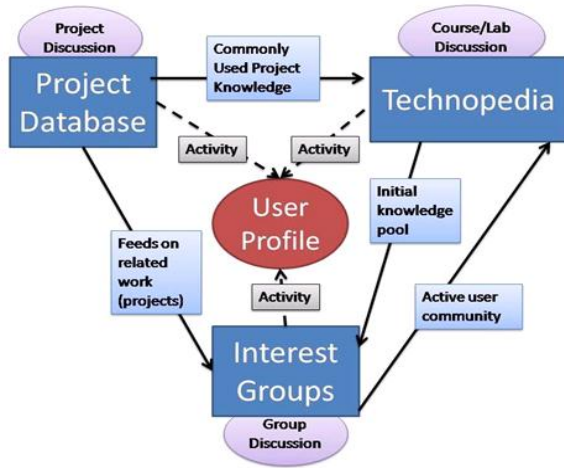 Project
Discussion
Course/Lab
Discussion
Project
Database
Commonly
Used Project
Knowledge
Technopedia
Activity
Activity
User
Profile
Initial
knowledge
pool
Feeds on
related
work
(projects)
Activity
Active user
community
Interest
Groups
Group
Discussion